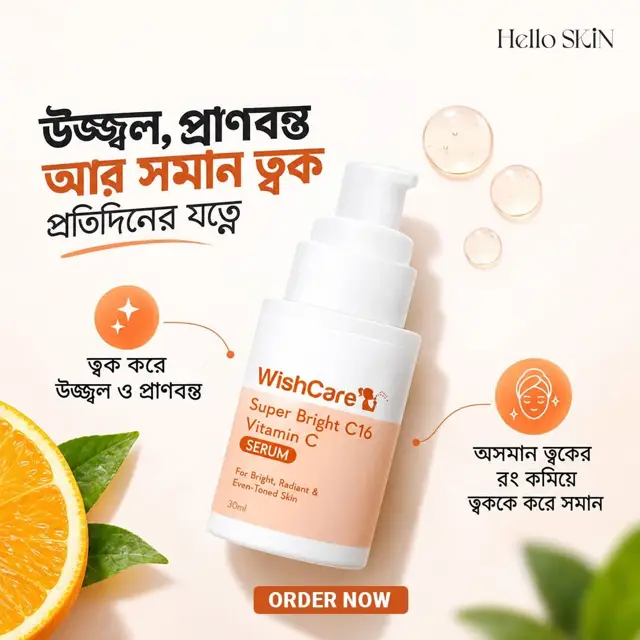 Hello SKiN
উজ্জ্বল, প্রাণবন্ত
আর সমান ত্বক
প্রতিদিনের যত্নে
ত্বক করে
উজ্জ্বল ও প্রাণবন্ত
WishCare
Super Bright C16
Vitamin C
SERUM
For Bright, Radiant &
Even-Toned Skin
30ml
অসমান ত্বকের
রং কমিয়ে
ত্বককে করে সমান
ORDER NOW